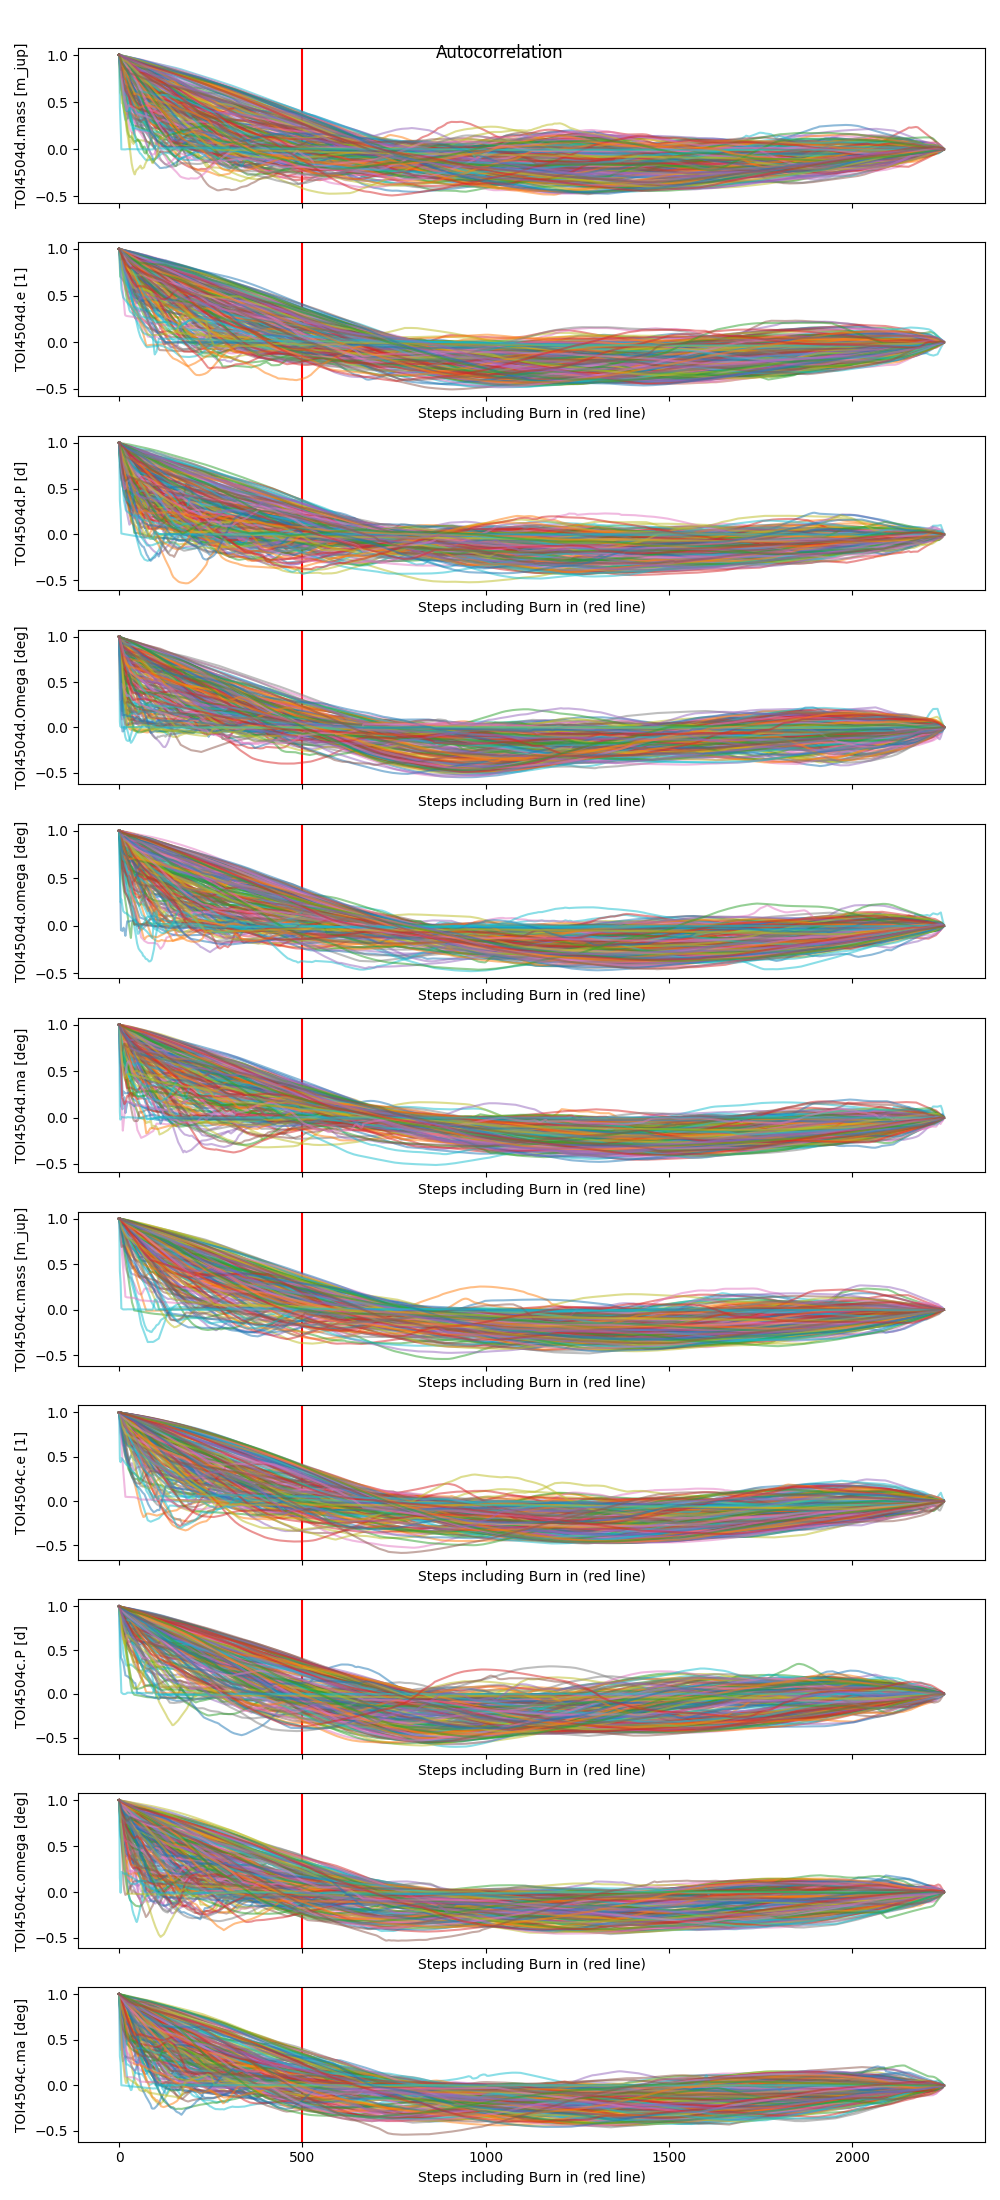 Autocorrelation
TOI4504d.mass [m_jup]
1.0
0.5
0.0
−0.5
Steps including Burn in (red line)
TOI4504d.e [1]
1.0
0.5
0.0
−0.5
Steps including Burn in (red line)
TOI4504d.P [d]
1.0
0.5
0.0
−0.5
Steps including Burn in (red line)
TOI4504d.Omega [deg]
1.0
0.5
0.0
−0.5
Steps including Burn in (red line)
TOI4504d.omega [deg]
1.0
0.5
0.0
−0.5
Steps including Burn in (red line)
TOI4504d.ma [deg]
1.0
0.5
0.0
−0.5
Steps including Burn in (red line)
TOI4504c.mass [m_jup]
1.0
0.5
0.0
−0.5
Steps including Burn in (red line)
TOI4504c.e [1]
1.0
0.5
0.0
−0.5
Steps including Burn in (red line)
TOI4504c.P [d]
1.0
0.5
0.0
−0.5
Steps including Burn in (red line)
TOI4504c.omega [deg]
1.0
0.5
0.0
−0.5
Steps including Burn in (red line)
TOI4504c.ma [deg]
1.0
0.5
0.0
−0.5
0 500 1000 1500 2000
Steps including Burn in (red line)